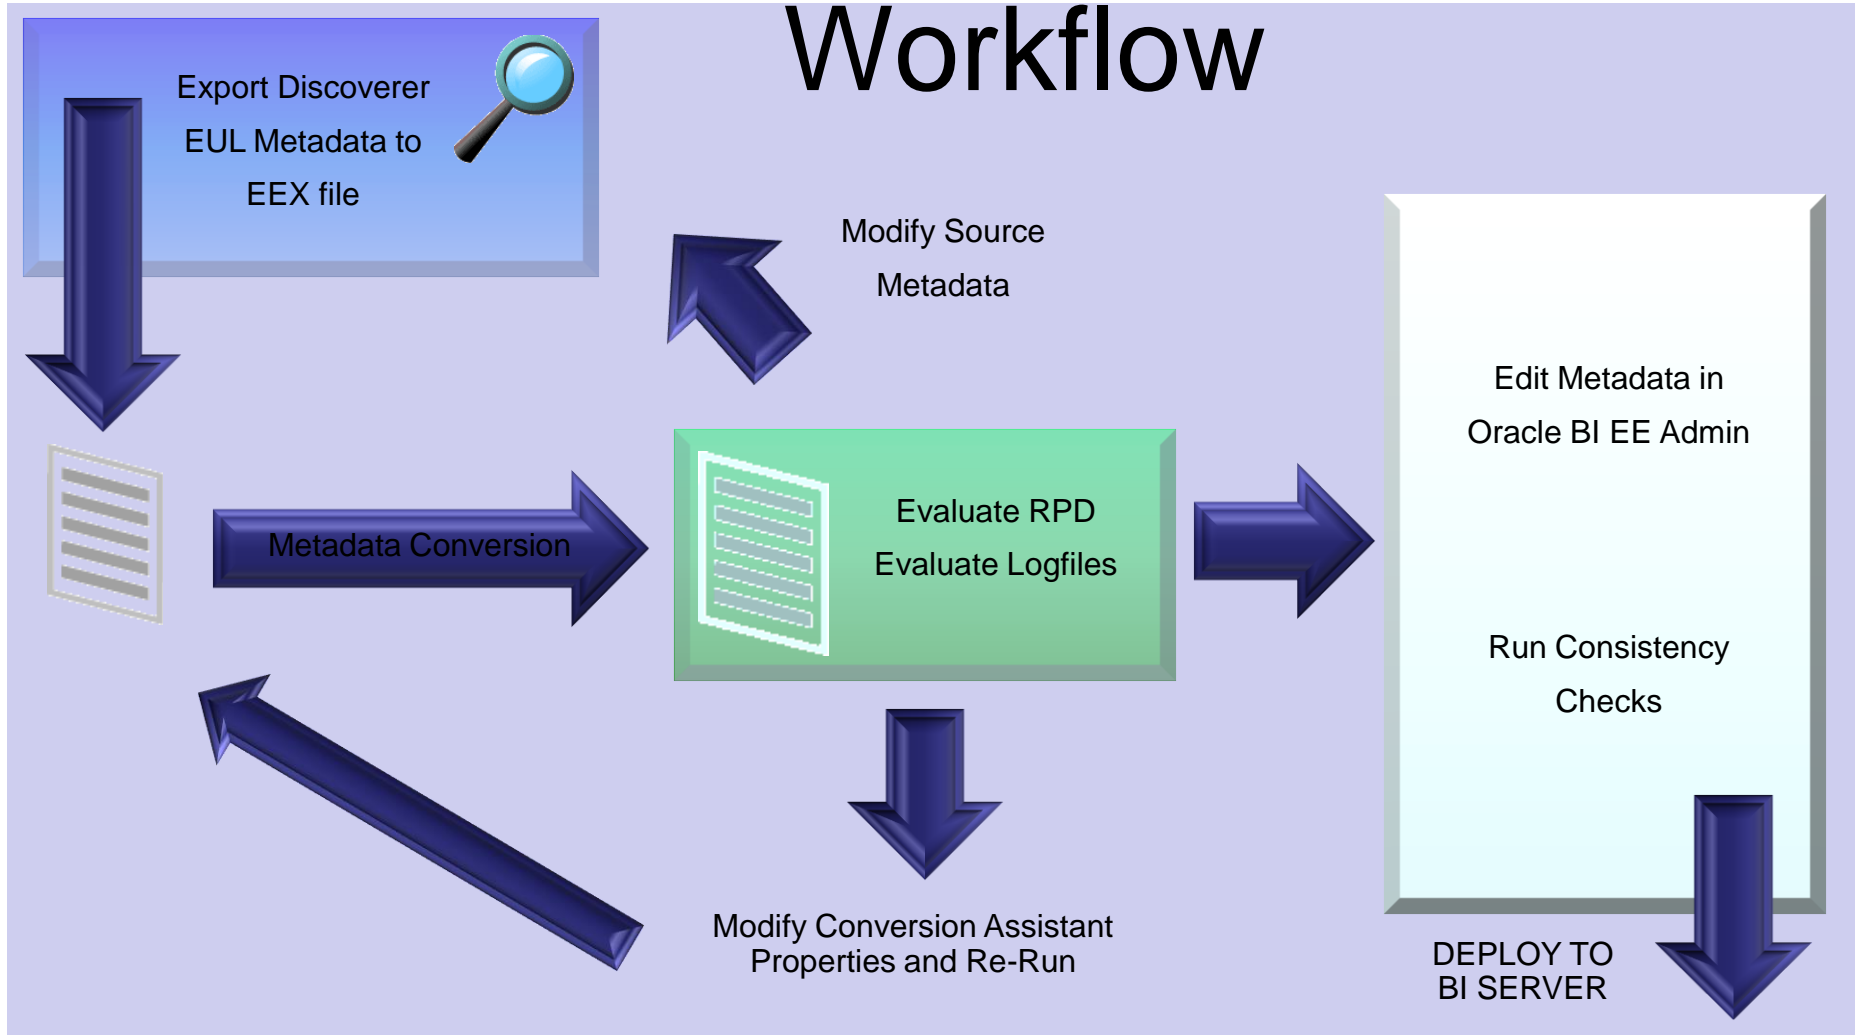 Workflow
Export Discoverer
EUL Metadata to
EEX file
Modify Source
Metadata
Metadata Conversion
Evaluate RPD
Evaluate Logfiles
Edit Metadata in
Oracle BI EE Admin
Run Consistency
Checks
Modify Conversion Assistant
Properties and Re-Run
DEPLOY TO
BI SERVER